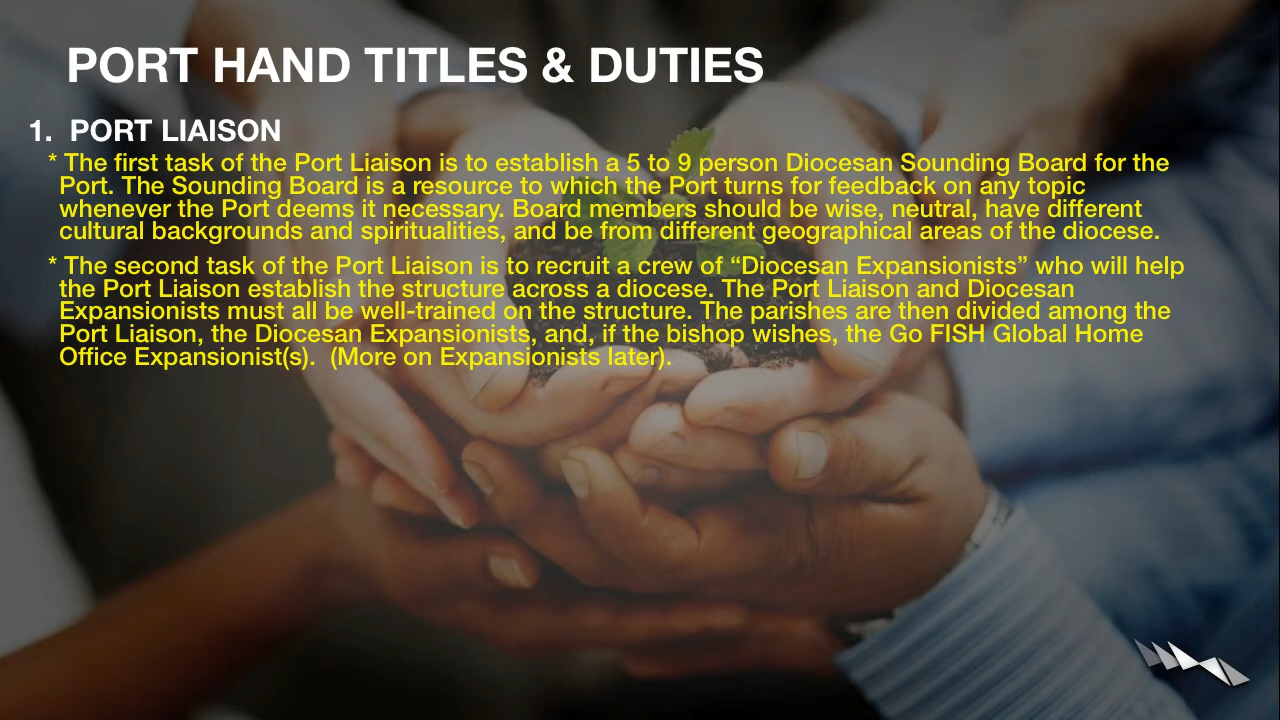 PORT HAND TITLES & DUTIES
1. PORT LIAISON
* The first task of the Port Liaison is to establish a 5 to 9 person Diocesan Sounding Board for the
Port. The Sounding Board is a resource to which the Port turns for feedback on any topic
whenever the Port deems it necessary. Board members should be wise, neutral, have different
cultural backgrounds and spiritualities, and be from different geographical areas of the diocese.
* The second task of the Port Liaison is to recruit a crew of “Diocesan Expansionists” who will help
the Port Liaison establish the structure across a diocese. The Port Liaison and Diocesan
Expansionists must all be well-trained on the structure. The parishes are then divided among the
Port Liaison, the Diocesan Expansionists, and, if the bishop wishes, the Go FISH Global Home
Office Expansionist(s). (More on Expansionists later).